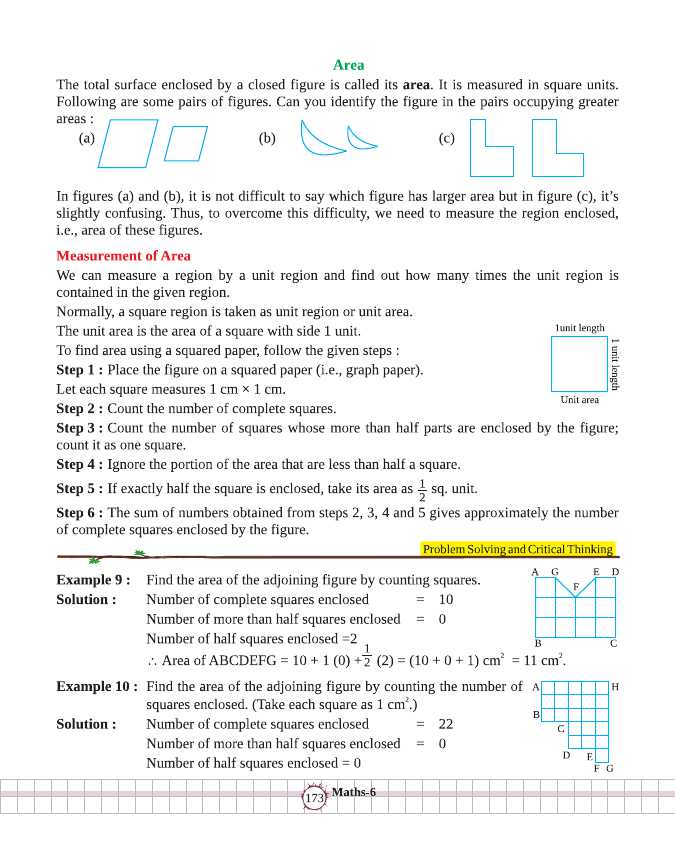 Area
The total surface enclosed by a closed figure is called its area. It is measured in square units.
Following are some pairs of figures. Can you identify the figure in the pairs occupying greater
areas :
(a) (b) (c)
In figures (a) and (b), it is not difficult to say which figure has larger area but in figure (c), it's
slightly confusing. Thus, to overcome this difficulty, we need to measure the region enclosed,
i.e., area of these figures.
Measurement of Area
We can measure a region by a unit region and find out how many times the unit region is
contained in the given region.
Normally, a square region is taken as unit region or unit area.
The unit area is the area of a square with side 1 unit.
To find area using a squared paper, follow the given steps :
Step 1 : Place the figure on a squared paper (i.e., graph paper).
Let each square measures 1 cm × 1 cm.
1unit length
1 unit length
Unit area
Step 2 : Count the number of complete squares.
Step 3 : Count the number of squares whose more than half parts are enclosed by the figure;
count it as one square.
Step 4 : Ignore the portion of the area that are less than half a square.
Step 5 : If exactly half the square is enclosed, take its area as 1/2 sq. unit.
Step 6 : The sum of numbers obtained from steps 2, 3, 4 and 5 gives approximately the number
of complete squares enclosed by the figure.
Problem Solving and Critical Thinking
Example 9 : Find the area of the adjoining figure by counting squares.
Solution : Number of complete squares enclosed = 10
Number of more than half squares enclosed = 0
Number of half squares enclosed =2
∴ Area of ABCDEFG = 10 + 1 (0) + 1/2 (2) = (10 + 0 + 1) cm² = 11 cm².
A G E D
F
B C
Example 10 : Find the area of the adjoining figure by counting the number of
squares enclosed. (Take each square as 1 cm².)
Solution : Number of complete squares enclosed = 22
Number of more than half squares enclosed = 0
Number of half squares enclosed = 0
A H
B
C
D E
F G
173 Maths-6